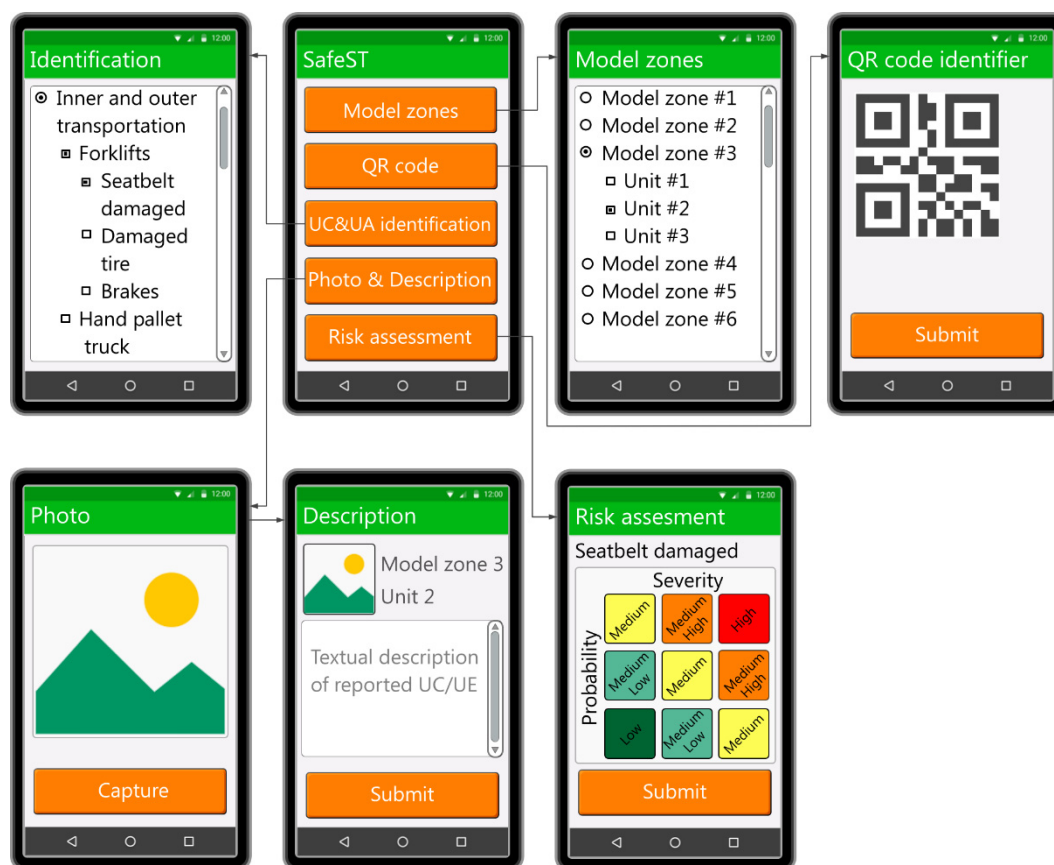 12:00
Identification
Inner and outer
transportation
Forklifts
Seatbelt
damaged
Damaged
tire
Brakes
Hand pallet
truck
12:00
SafeST
Model zones
QR code
UC&UA identification
Photo & Description
Risk assessment
12:00
Model zones
Model zone #1
Model zone #2
Model zone #3
Unit #1
Unit #2
Unit #3
Model zone #4
Model zone #5
Model zone #6
12:00
QR code identifier
Submit
12:00
Photo
Capture
12:00
Description
Model zone 3
Unit 2
Textual description
of reported UC/UE
Submit
12:00
Risk assesment
Seatbelt damaged
Severity
Probability
Medium
Medium
High
High
Medium
Low
Medium
Medium
High
Low
Medium
Low
Medium
Submit